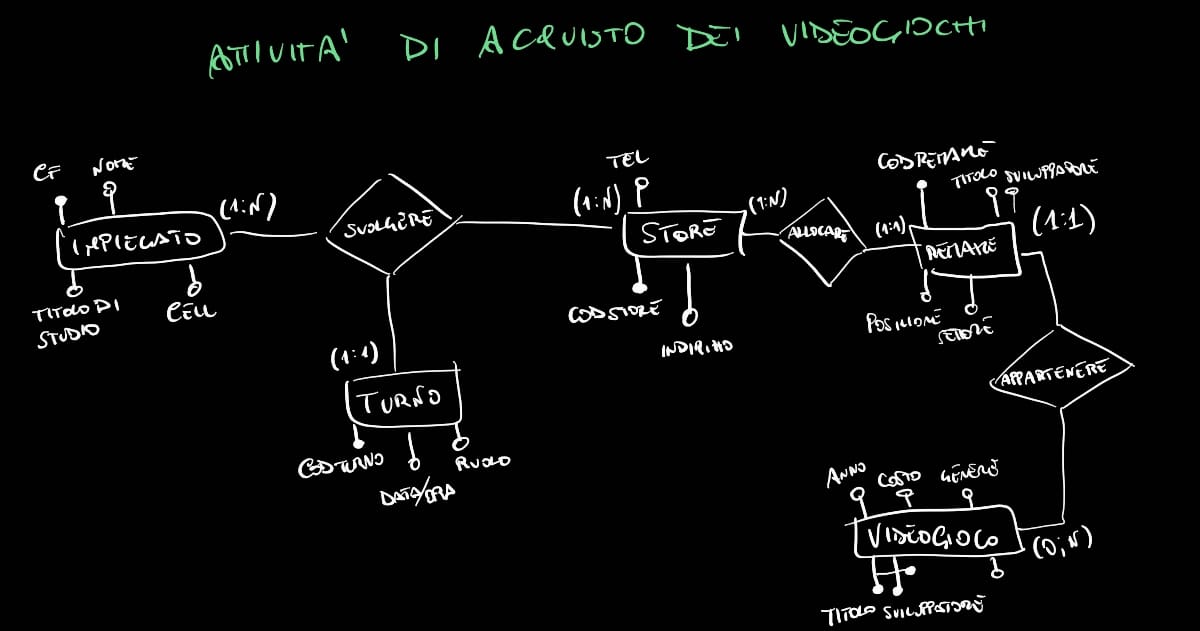 ATTIVITA' DI ACQUISTO DEI VIDEOGIOCHI
CF
NOME
(1:N)
IMPIEGATO
TITOLO DI
STUDIO
CELL
SVOLGERE
(1:1)
TURNO
CODTURNO
DATA/ORA
RUOLO
TEL
(1:N)
STORE
(1:N)
CODSTORE
INDIRIZZO
ALLOCARE
(1:1)
CODREPARE
TITOLO SVILUPPATORE
(1:1)
POSIZIONE
SETTORE
APPARTENERE
ANNO
COSTO
GENERE
VIDEOGIOCO
(0;N)
TITOLO SVILUPPATORE